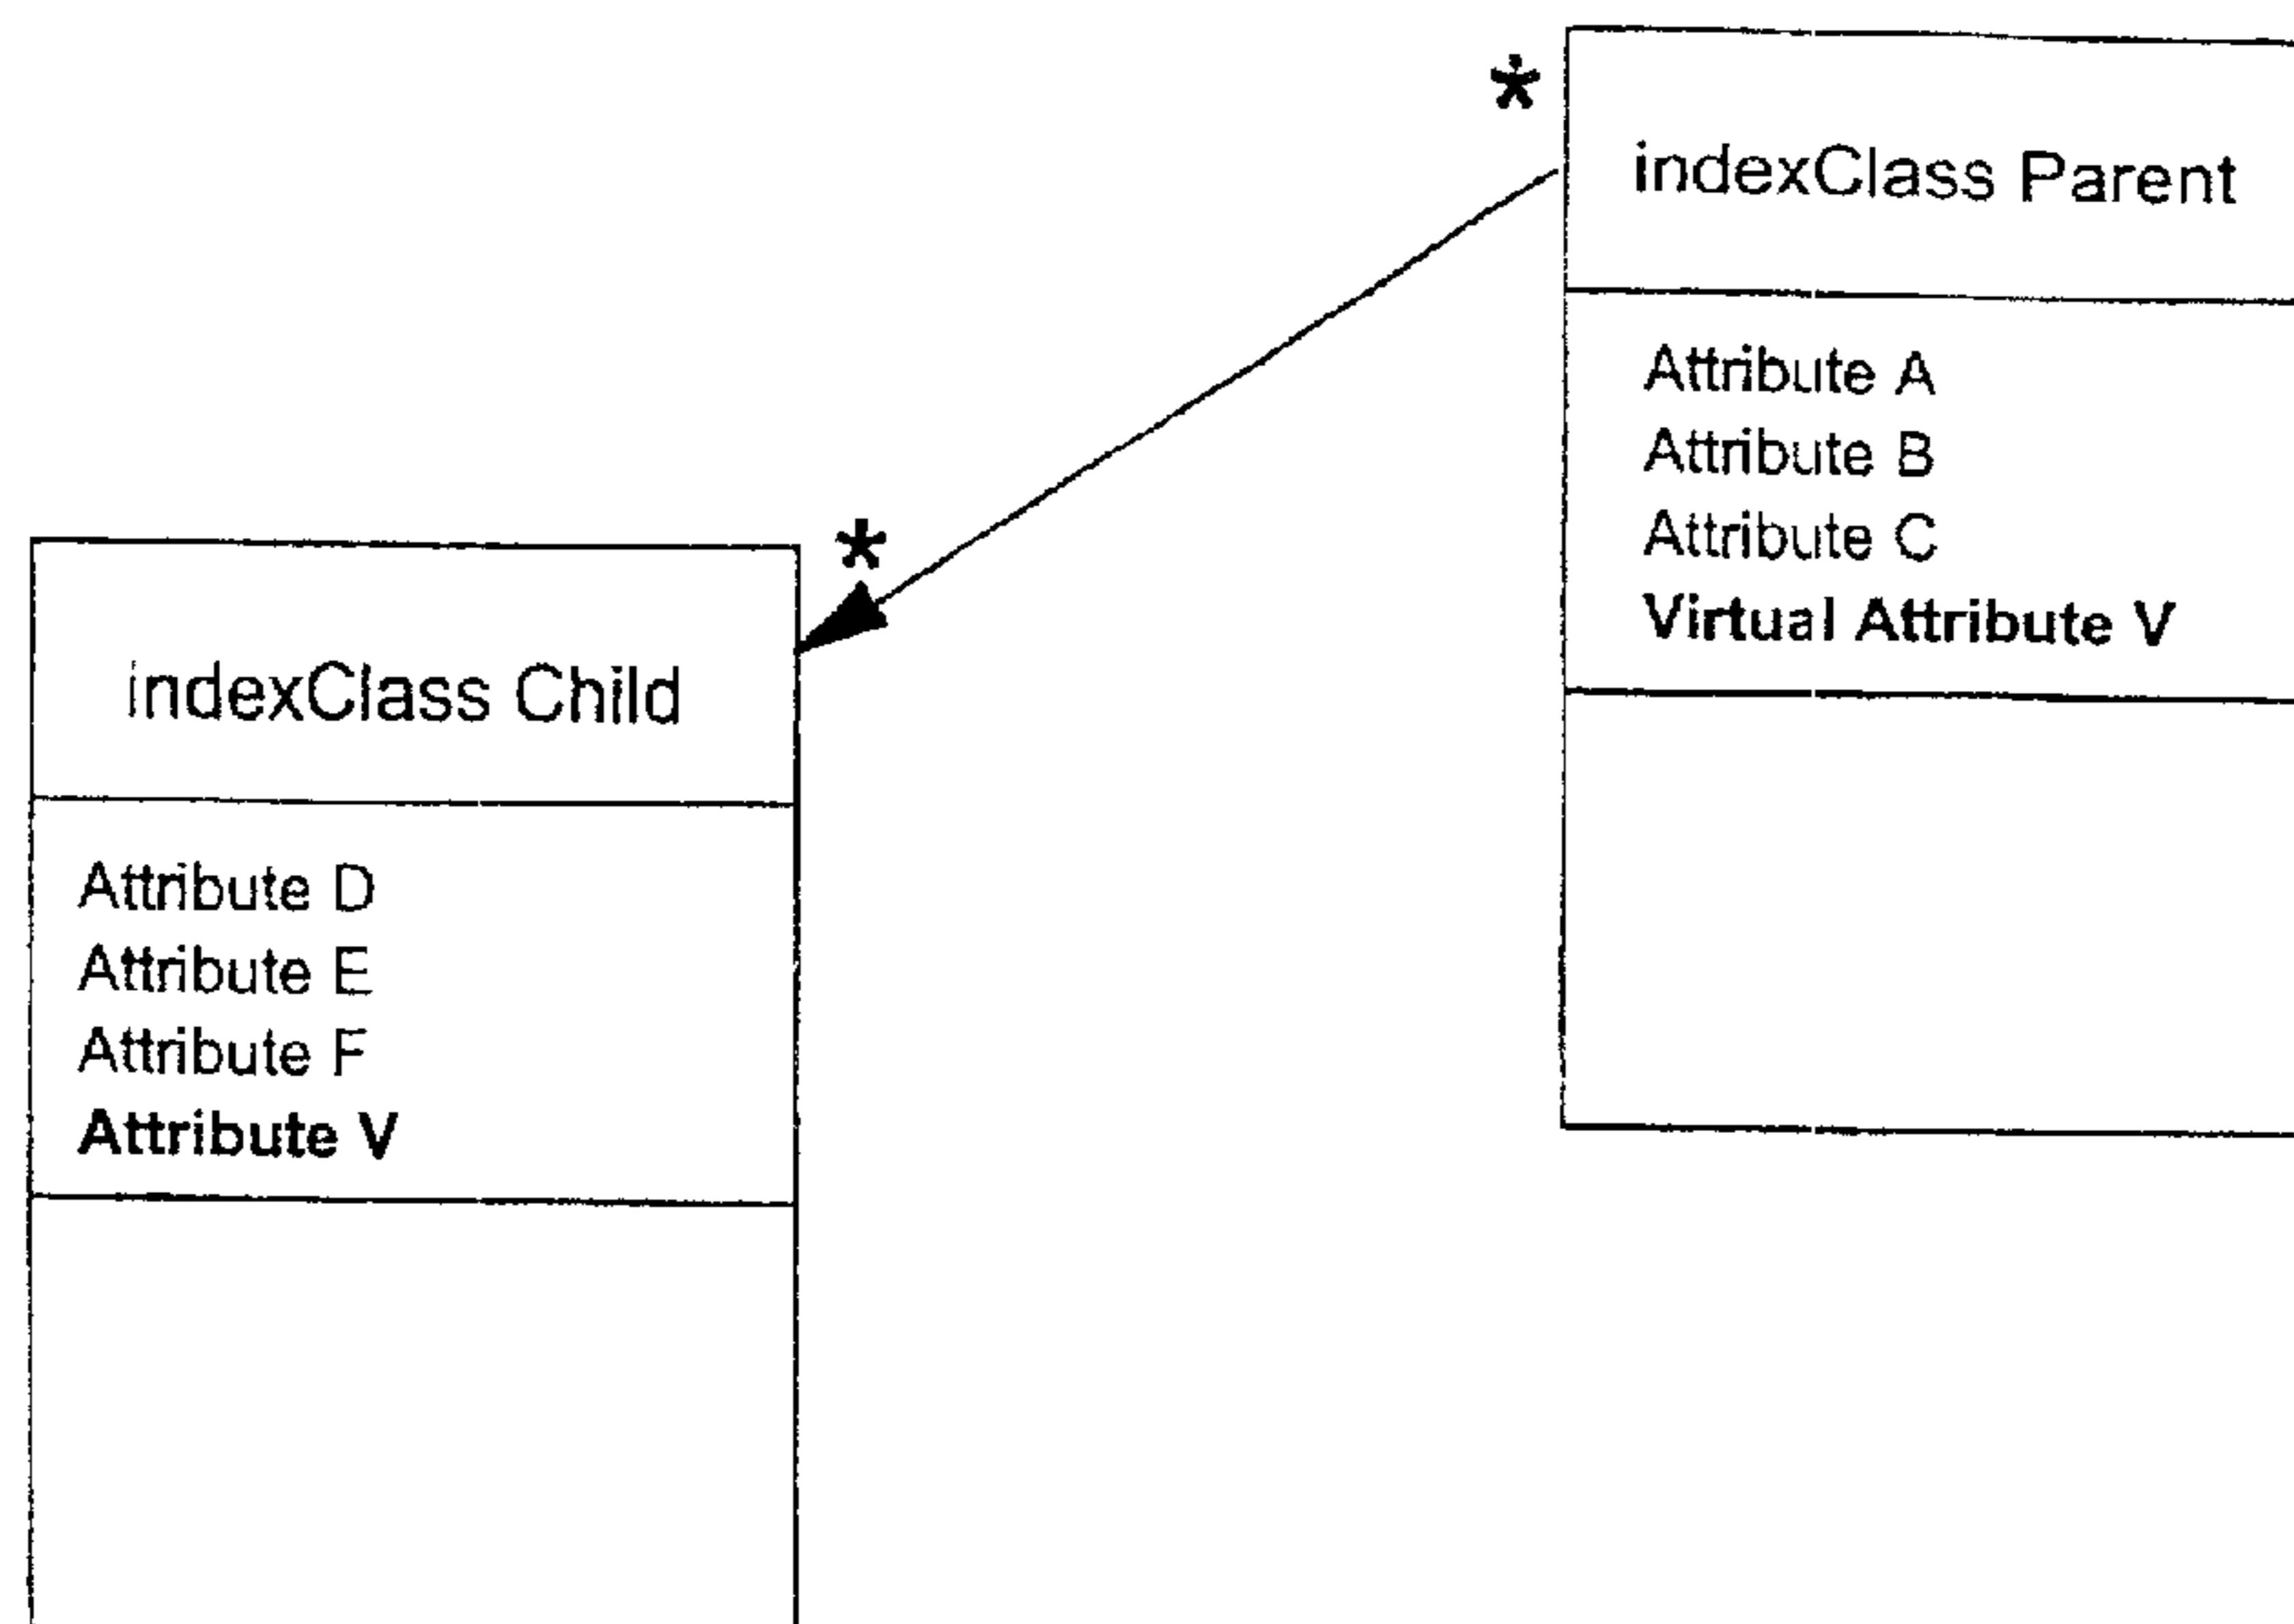 *
indexClass Parent
Attribute A
Attribute B
Attribute C
Virtual Attribute V
*
indexClass Child
Attribute D
Attribute E
Attribute F
Attribute V